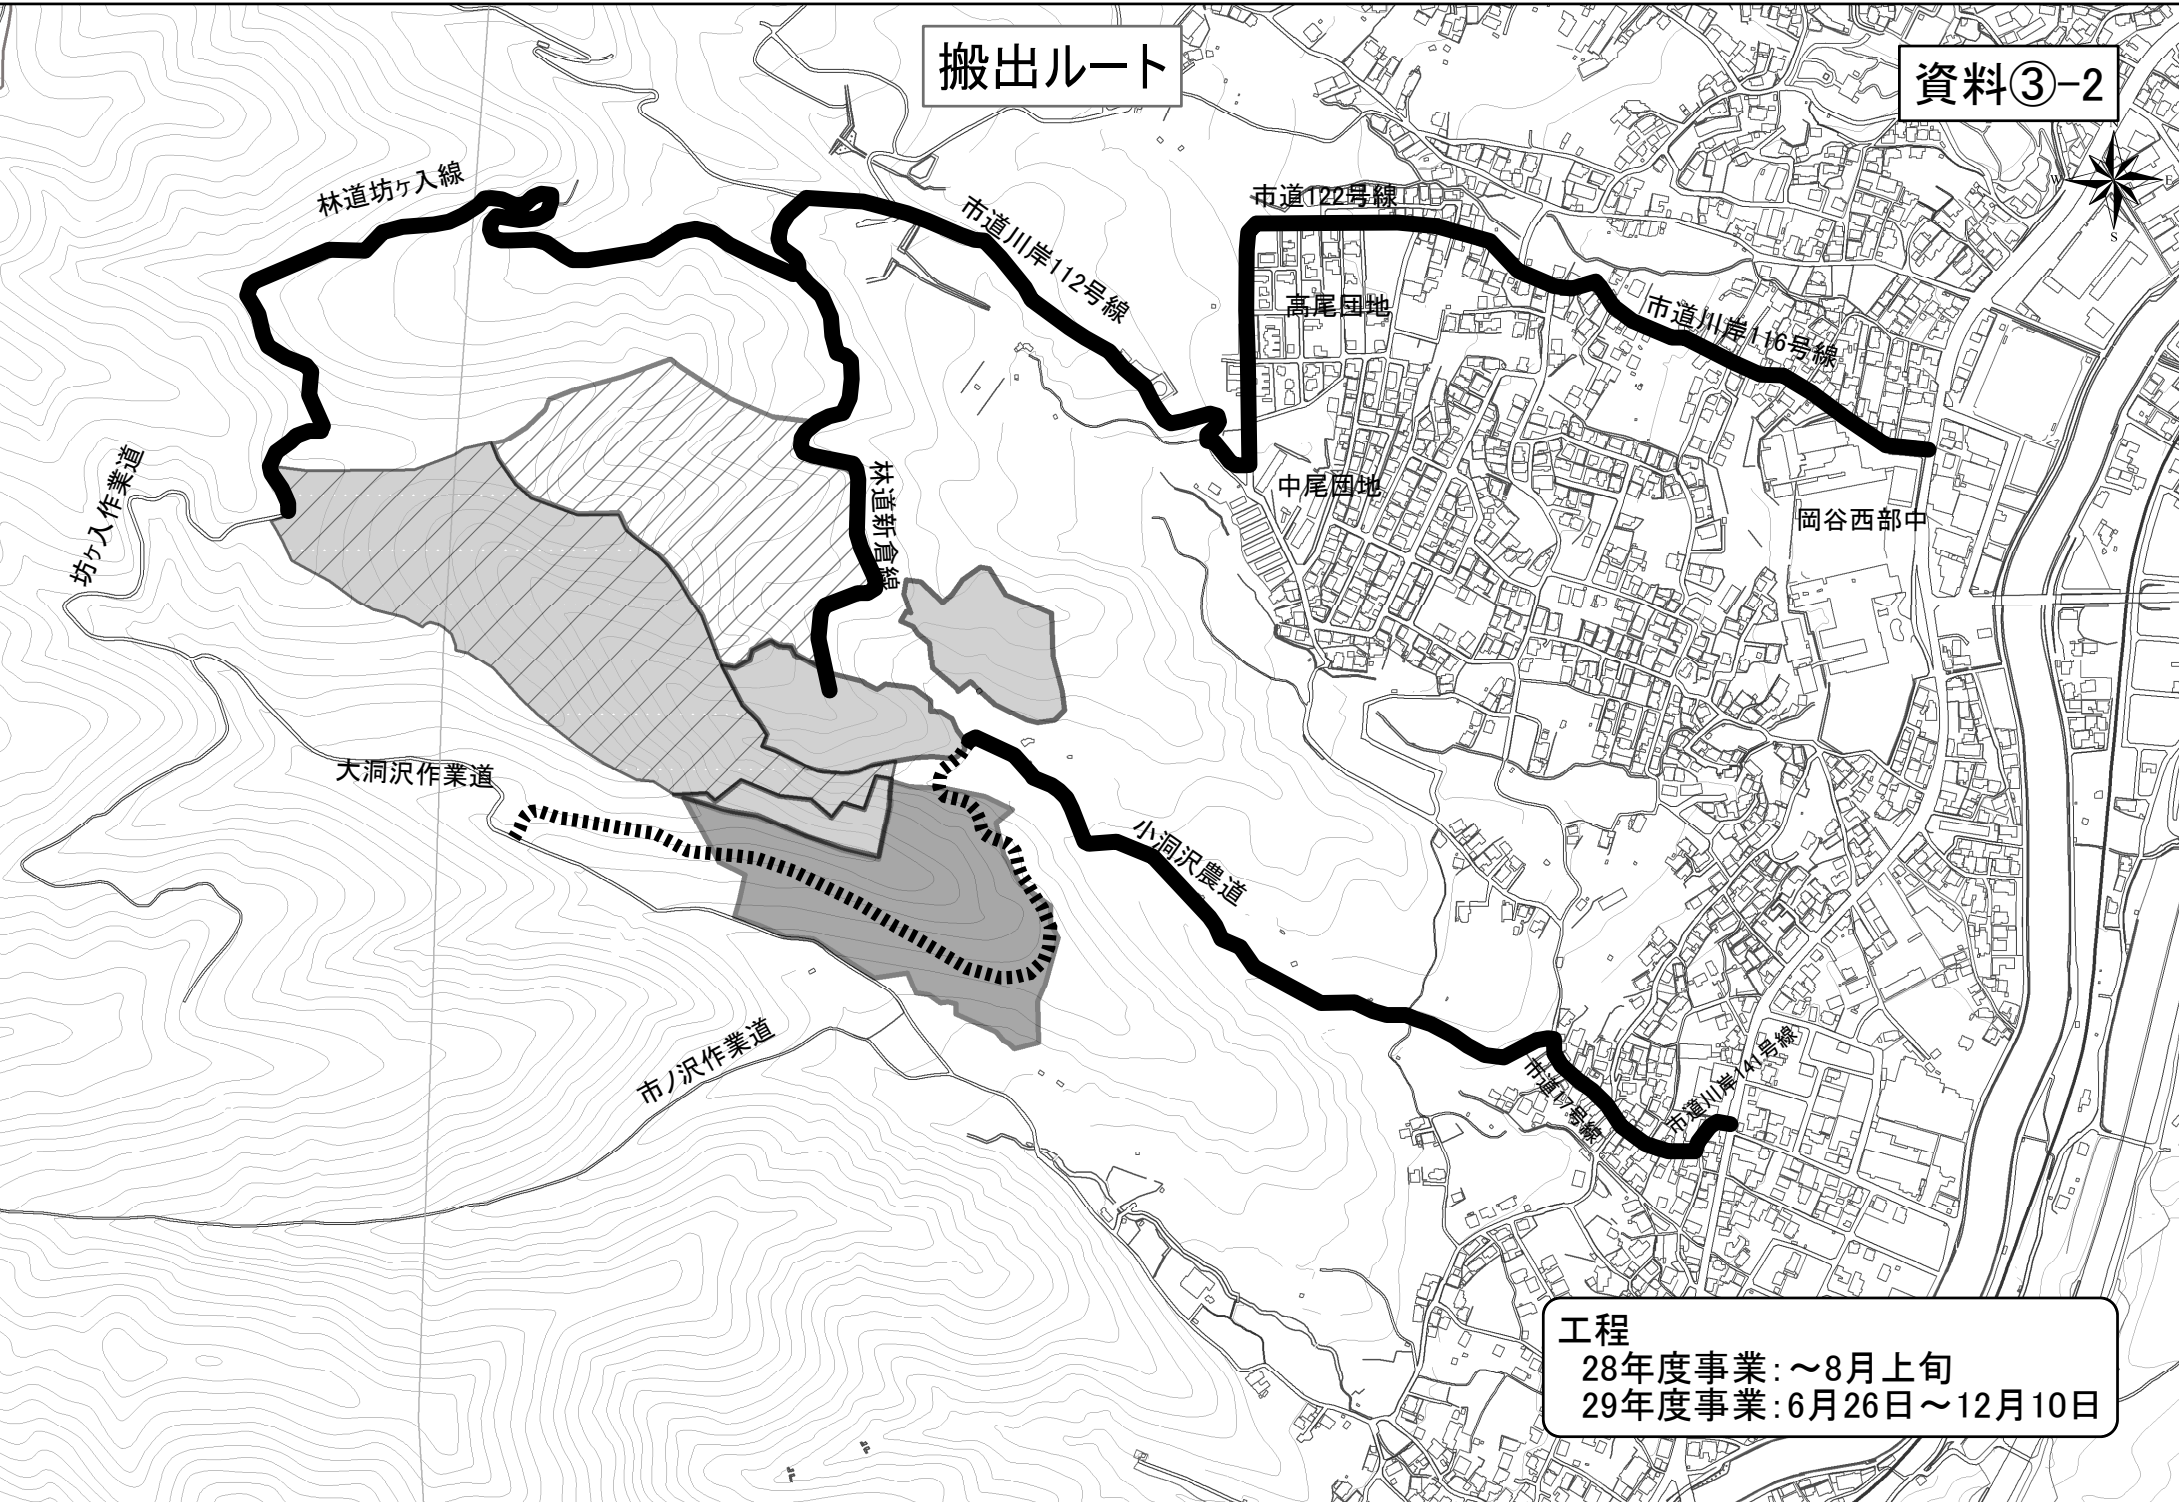 搬出ルート
資料③-2
W
E
S
林道坊ヶ入線
市道122号線
市道川岸112号線
高尾団地
市道川岸116号線
坊ヶ入作業道
林道新倉線
中尾団地
岡谷西部中
大洞沢作業道
小洞沢農道
市ノ沢作業道
市道17号線
市道川岸141号線
工程
28年度事業：～8月上旬
29年度事業：6月26日～12月10日